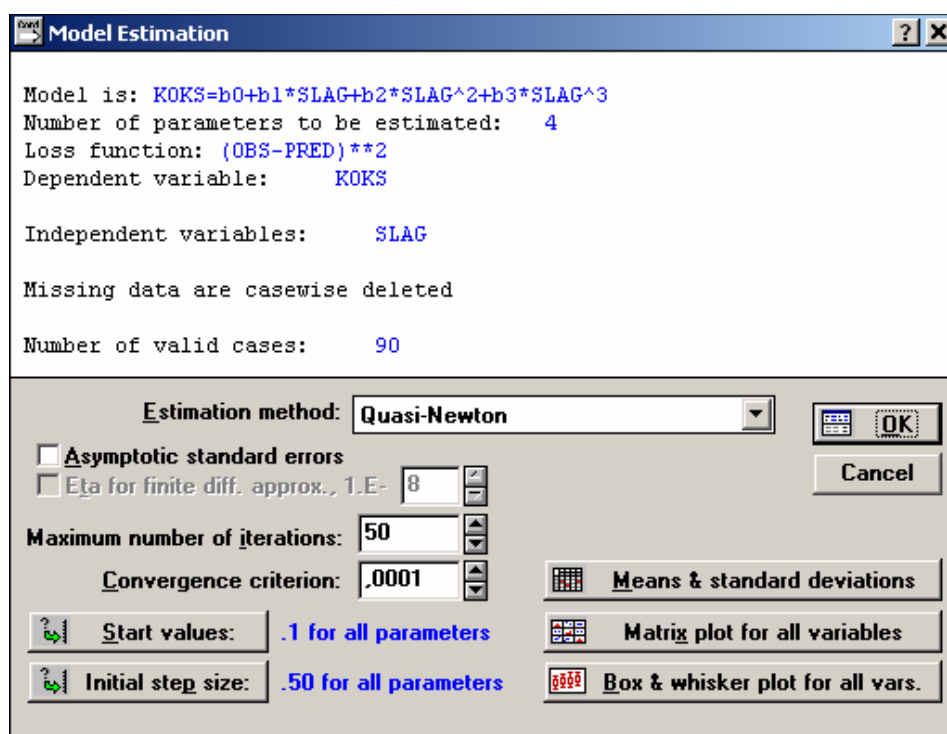 Model Estimation
Model is: KOKS=b0+b1*SLAG+b2*SLAG^2+b3*SLAG^3
Number of parameters to be estimated: 4
Loss function: (OBS-PRED)**2
Dependent variable: KOKS
Independent variables: SLAG
Missing data are casewise deleted
Number of valid cases: 90
Estimation method: Quasi-Newton
OK
Asymptotic standard errors
Cancel
Eta for finite diff. approx., 1.E- 8
Maximum number of iterations: 50
Convergence criterion: ,0001
Means & standard deviations
Start values: .1 for all parameters
Matrix plot for all variables
Initial step size: .50 for all parameters
Box & whisker plot for all vars.